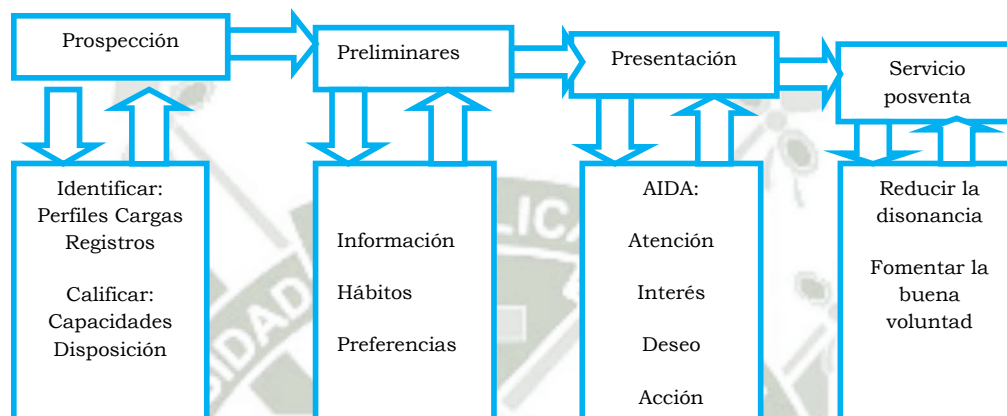 Prospección
Preliminares
Presentación
Servicio
posventa
Identificar:
Perfiles Cargas
Registros
Calificar:
Capacidades
Disposición
Información
Hábitos
Preferencias
AIDA:
Atención
Interés
Deseo
Acción
Reducir la
disonancia
Fomentar la
buena
voluntad